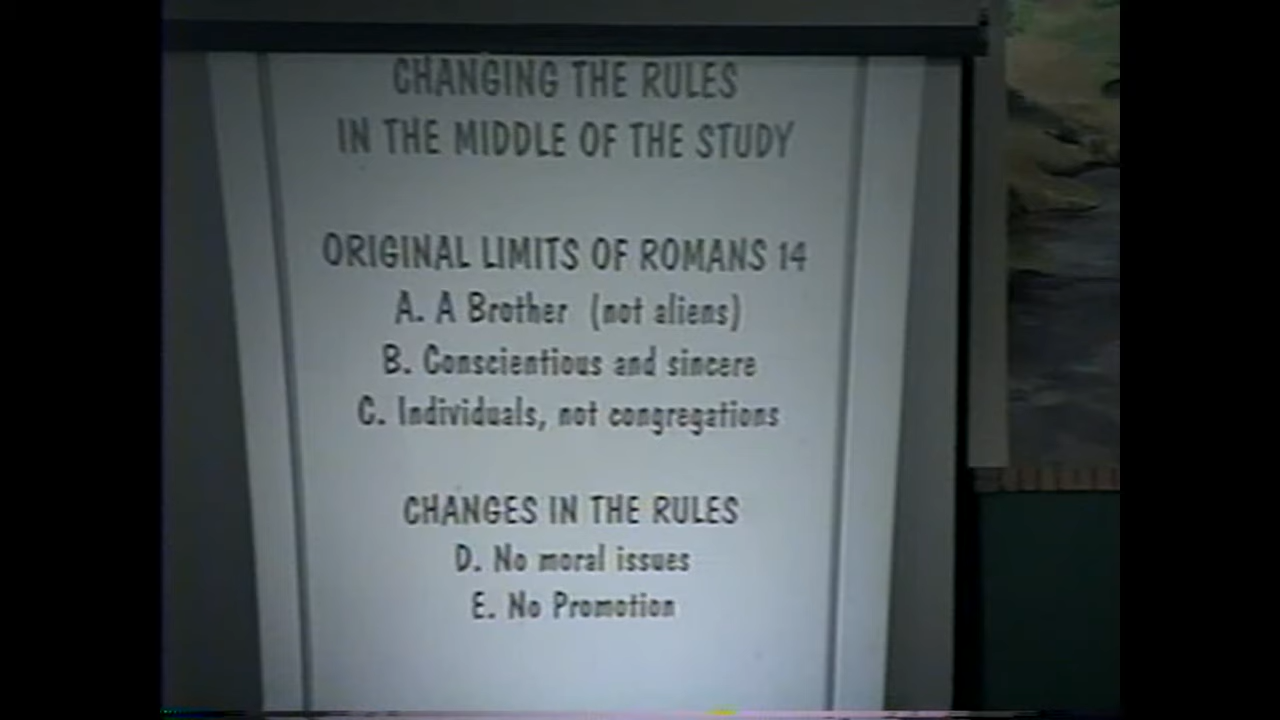 CHANGING THE RULES
IN THE MIDDLE OF THE STUDY
ORIGINAL LIMITS OF ROMANS 14
A. A Brother (not aliens)
B. Conscientious and sincere
C. Individuals, not congregations
CHANGES IN THE RULES
D. No moral issues
E. No Promotion